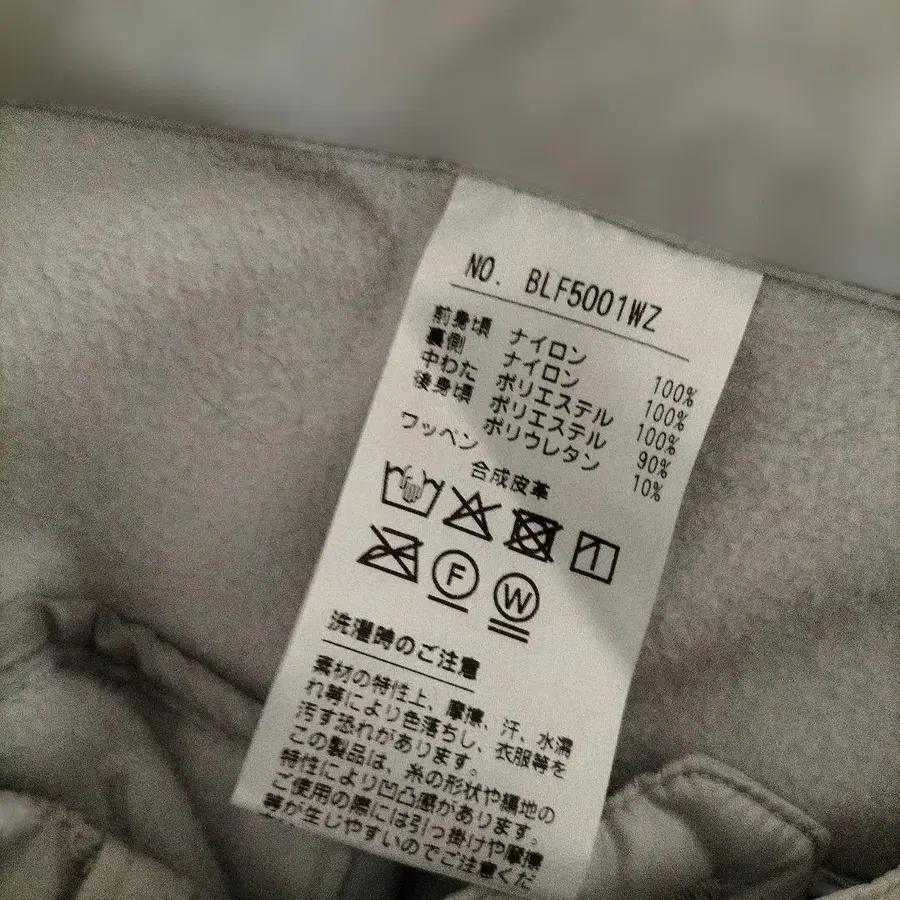 NO. BLF5001WZ
前身頃 ナイロン 100%
裏側 ナイロン 100%
中わた ポリエステル 100%
後身頃 ポリエステル 90%
ポリウレタン 10%
ワッペン 合成皮革
F
W
洗濯時のご注意
素材の特性上、摩擦、汗、水濡
れ等により色落ちし、衣服等を
汚す恐れがあります。
この製品は、糸の形状や編地の
特性により凹凸感があります。
ご使用の際には引っ掛けや摩擦
等が生じやすいのでご注意くだ